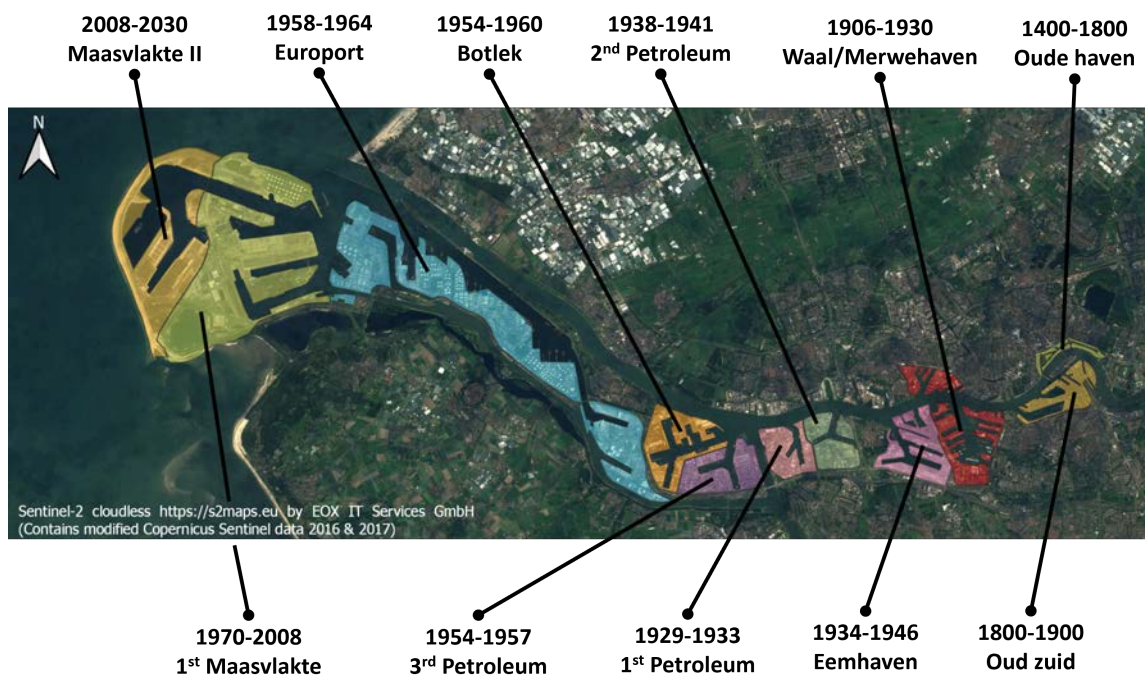 2008-2030
Maasvlakte II
1958-1964
Europort
1954-1960
Botlek
1938-1941
2nd Petroleum
1906-1930
Waal/Merwehaven
1400-1800
Oude haven
N
Sentinel-2 cloudless https://s2maps.eu by EOX IT Services GmbH
(Contains modified Copernicus Sentinel data 2016 & 2017)
1970-2008
1st Maasvlakte
1954-1957
3rd Petroleum
1929-1933
1st Petroleum
1934-1946
Eemhaven
1800-1900
Oud zuid